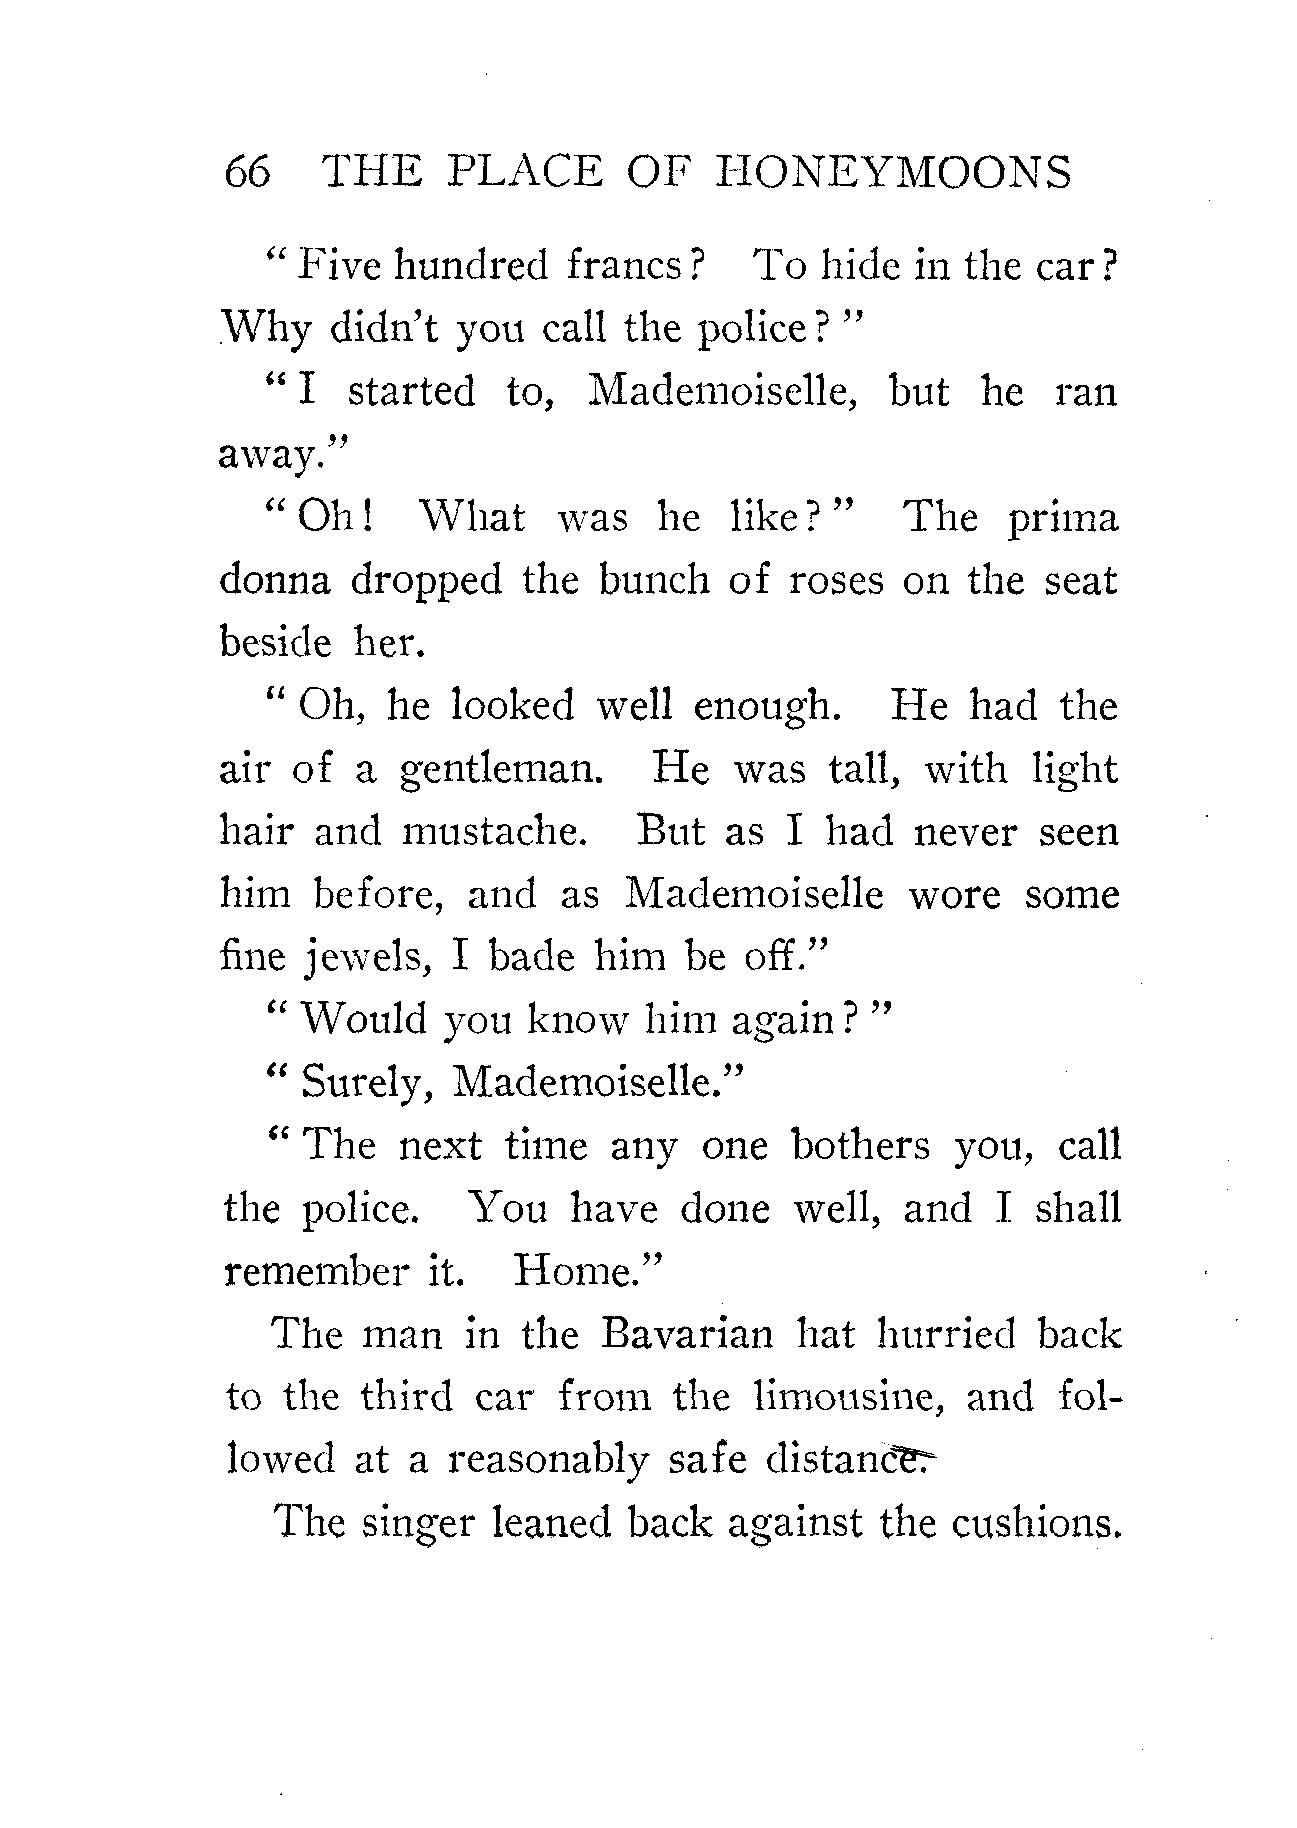 66 THE PLACE OF HONEYMOONS
“ Five hundred francs ? To hide in the car ?
Why didn’t you call the police ? ”
“ I started to, Mademoiselle, but he ran
away.”
“ Oh ! What was he like ? ” The prima
donna dropped the bunch of roses on the seat
beside her.
“ Oh, he looked well enough. He had the
air of a gentleman. He was tall, with light
hair and mustache. But as I had never seen
him before, and as Mademoiselle wore some
fine jewels, I bade him be off.”
“ Would you know him again ? ”
“ Surely, Mademoiselle.”
“ The next time any one bothers you, call
the police. You have done well, and I shall
remember it. Home.”
The man in the Bavarian hat hurried back
to the third car from the limousine, and fol-
lowed at a reasonably safe distance.
The singer leaned back against the cushions.